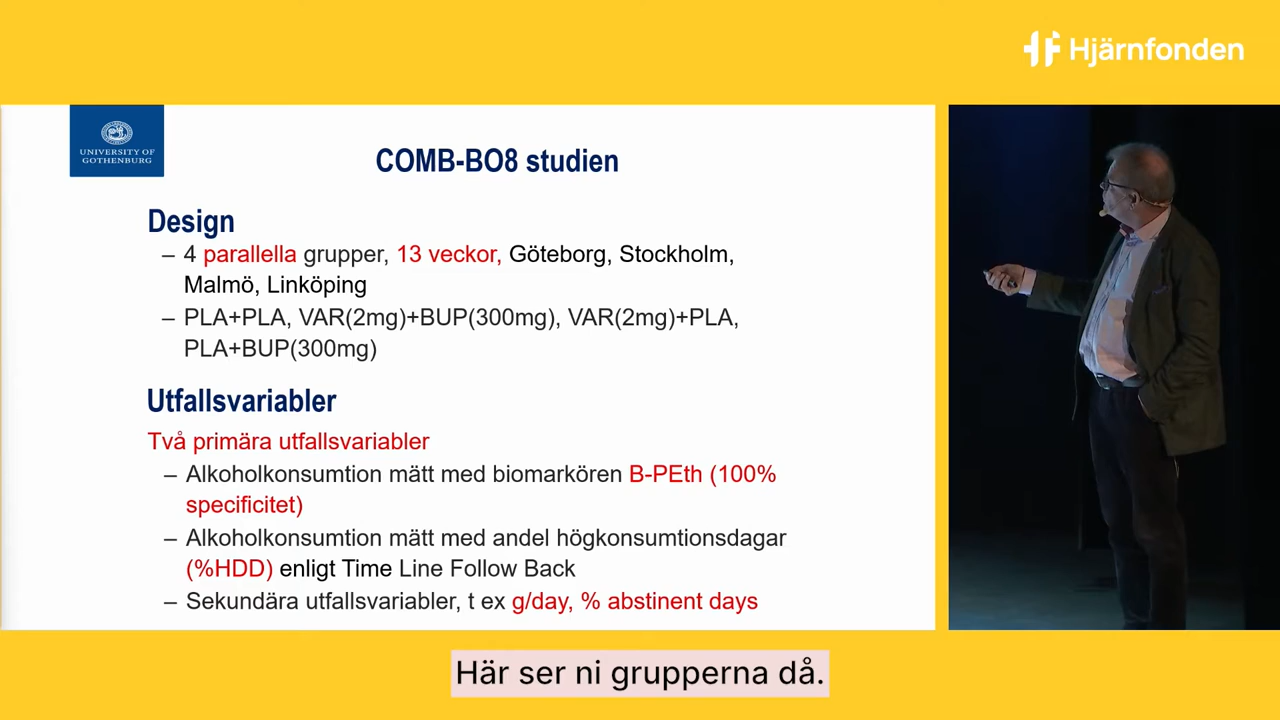 Hjärnfonden
UNIVERSITY OF
GOTHENBURG
COMB-BO8 studien
Design
– 4 parallella grupper, 13 veckor, Göteborg, Stockholm,
Malmö, Linköping
– PLA+PLA, VAR(2mg)+BUP(300mg), VAR(2mg)+PLA,
PLA+BUP(300mg)
Utfallsvariabler
Två primära utfallsvariabler
– Alkoholkonsumtion mätt med biomarkören B-PEth (100%
specificitet)
– Alkoholkonsumtion mätt med andel högkonsumtionsdagar
(%HDD) enligt Time Line Follow Back
– Sekundära utfallsvariabler, t ex g/day, % abstinent days
Här ser ni grupperna då.